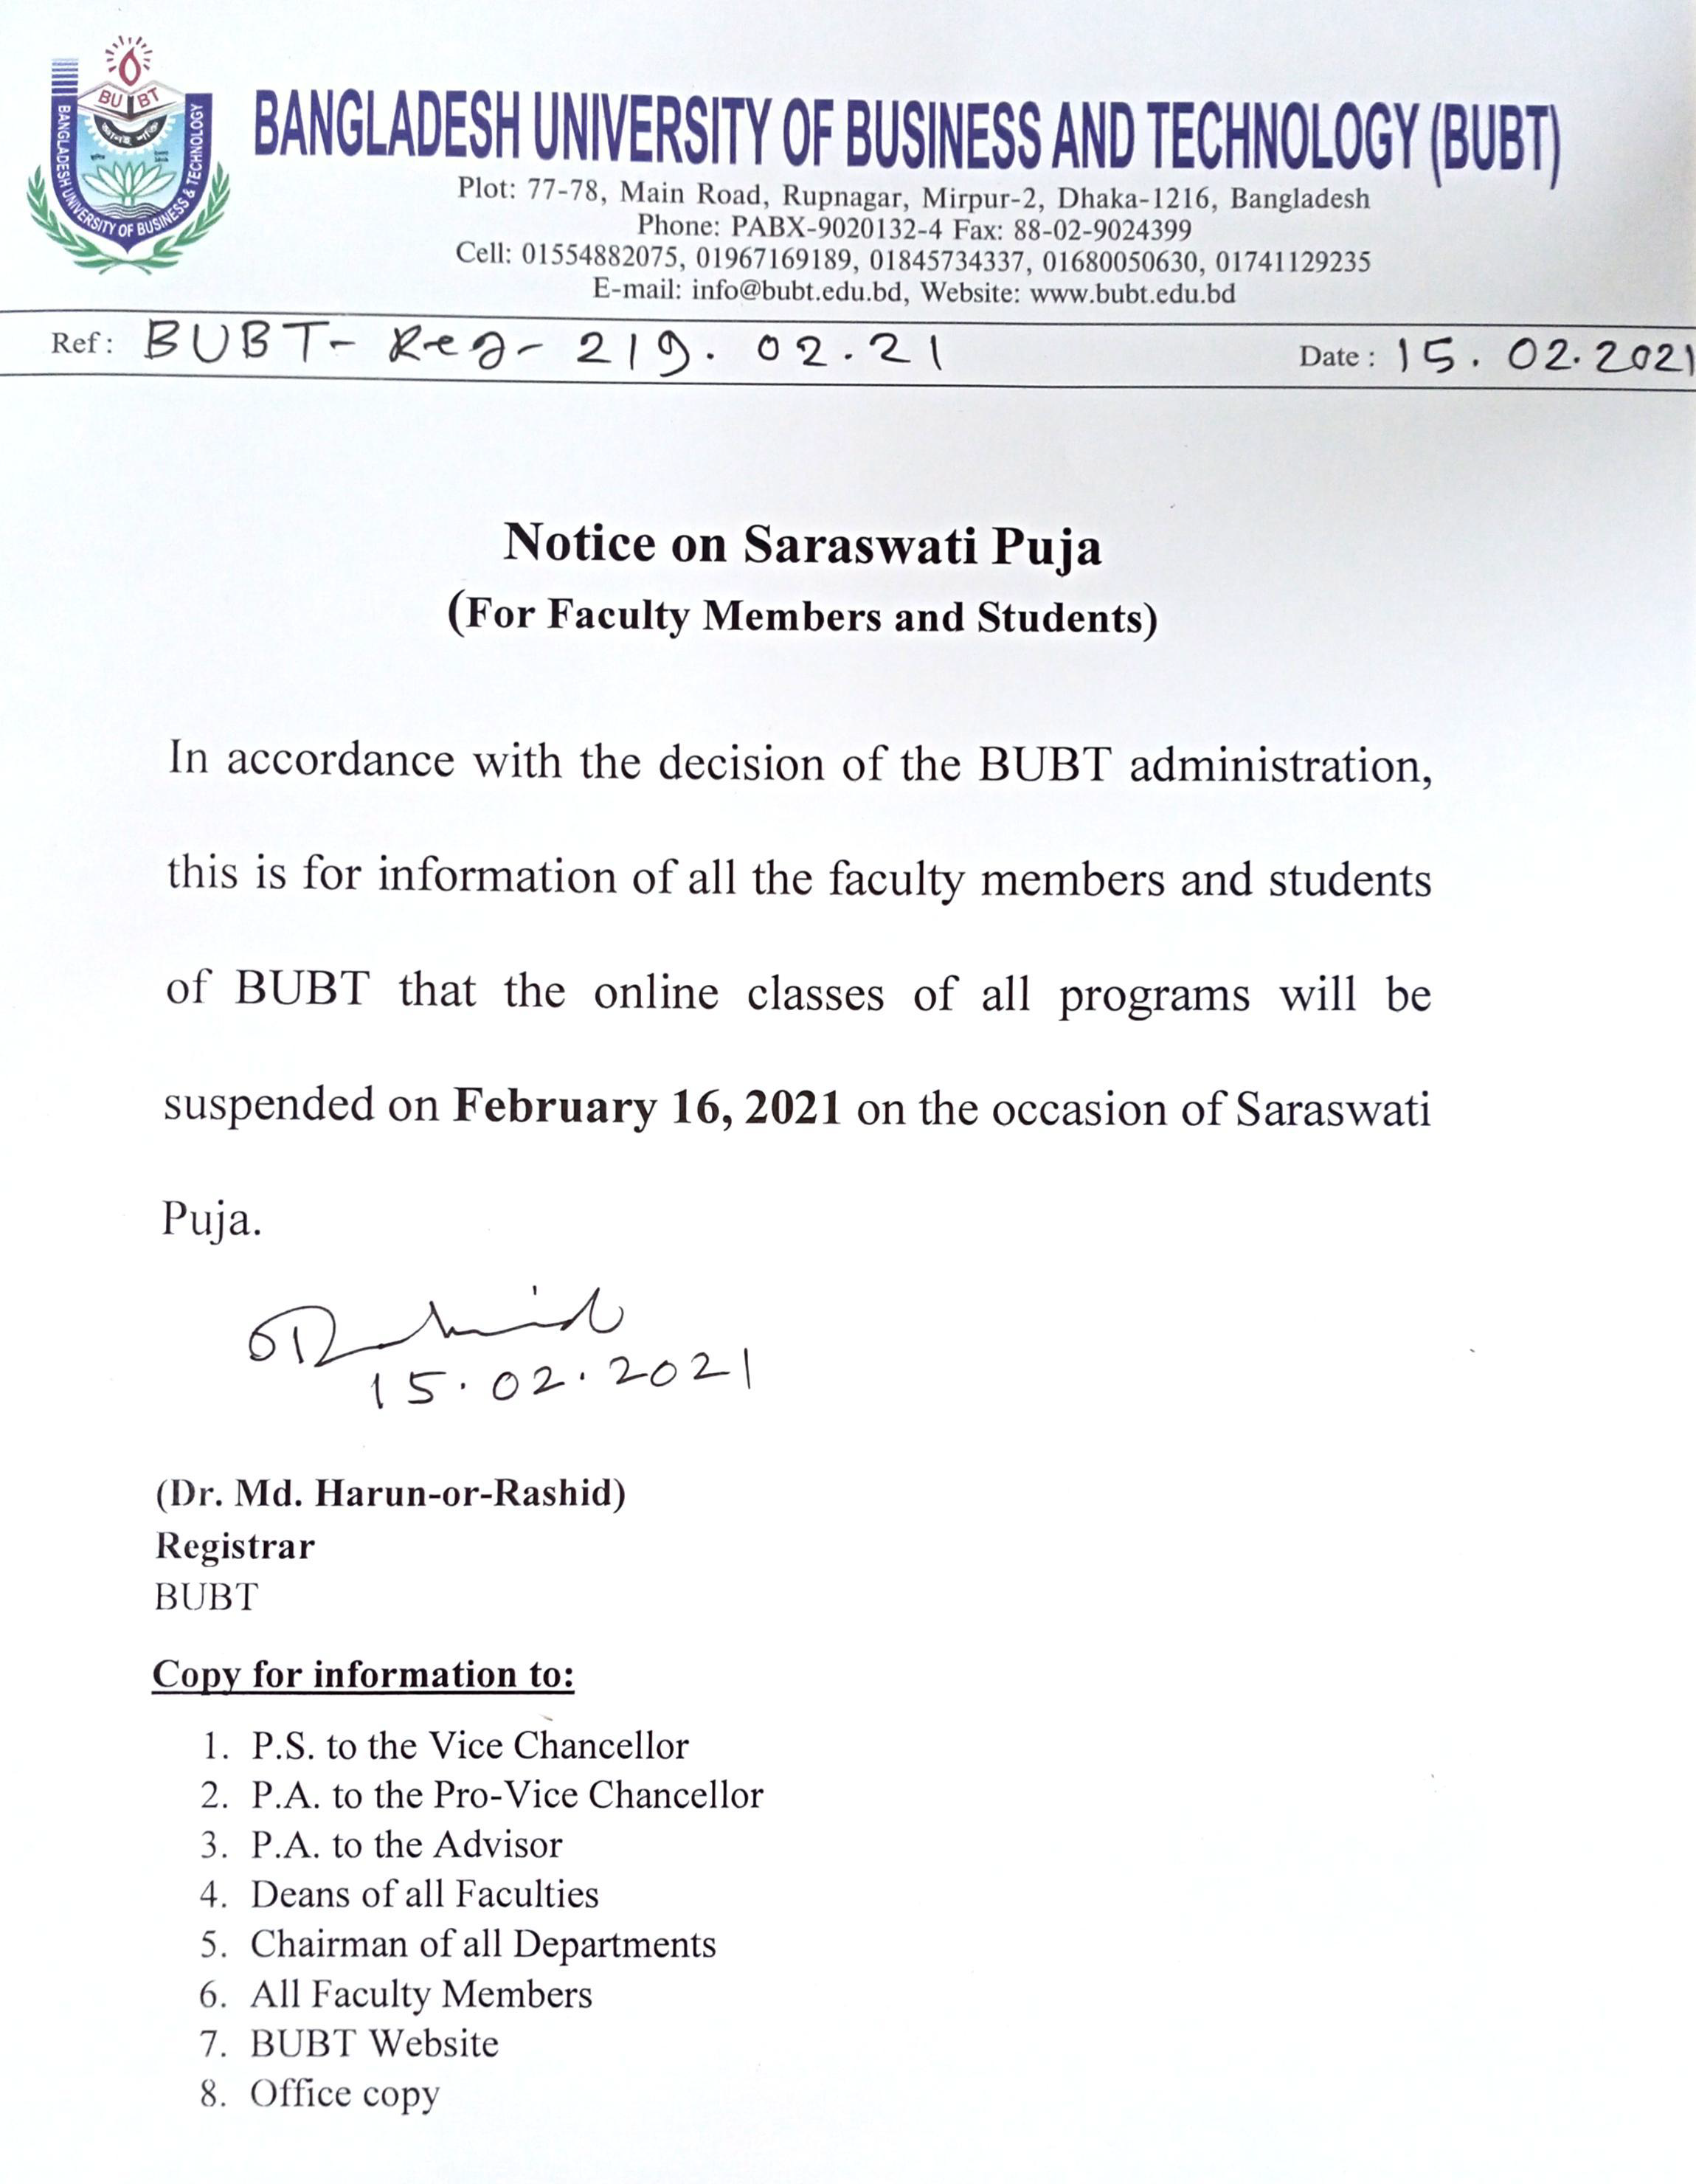 BU BT
BANGLADESH UNIVERSITY OF BUSINESS & TECHNOLOGY
BANGLADESH UNIVERSITY OF BUSINESS AND TECHNOLOGY (BUBT)
Plot: 77-78, Main Road, Rupnagar, Mirpur-2, Dhaka-1216, Bangladesh
Phone: PABX-9020132-4 Fax: 88-02-9024399
Cell: 01554882075, 01967169189, 01845734337, 01680050630, 01741129235
E-mail: info@bubt.edu.bd, Website: www.bubt.edu.bd
Ref: BUBT- Reg- 219. 02.21 Date: 15. 02.2021
Notice on Saraswati Puja
(For Faculty Members and Students)
In accordance with the decision of the BUBT administration,
this is for information of all the faculty members and students
of BUBT that the online classes of all programs will be
suspended on February 16, 2021 on the occasion of Saraswati
Puja.
15.02.2021
(Dr. Md. Harun-or-Rashid)
Registrar
BUBT
Copy for information to:
1. P.S. to the Vice Chancellor
2. P.A. to the Pro-Vice Chancellor
3. P.A. to the Advisor
4. Deans of all Faculties
5. Chairman of all Departments
6. All Faculty Members
7. BUBT Website
8. Office copy